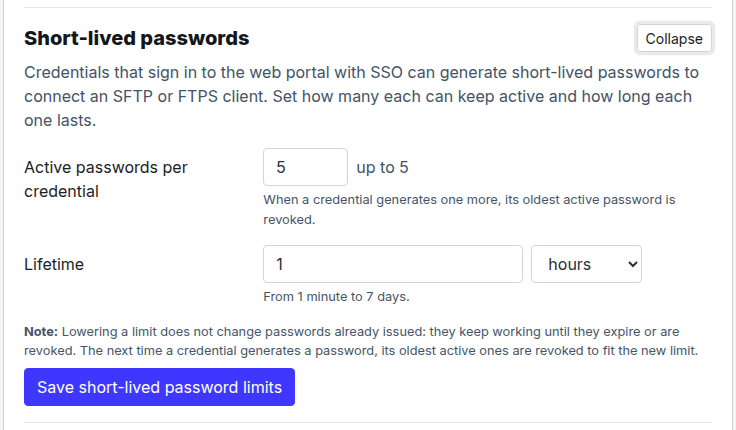 Short-lived passwords
Collapse
Credentials that sign in to the web portal with SSO can generate short-lived passwords to
connect an SFTP or FTPS client. Set how many each can keep active and how long each
one lasts.
Active passwords per
credential
5 up to 5
When a credential generates one more, its oldest active password is
revoked.
Lifetime
1 hours
From 1 minute to 7 days.
Note: Lowering a limit does not change passwords already issued: they keep working until they expire or are
revoked. The next time a credential generates a password, its oldest active ones are revoked to fit the new limit.
Save short-lived password limits